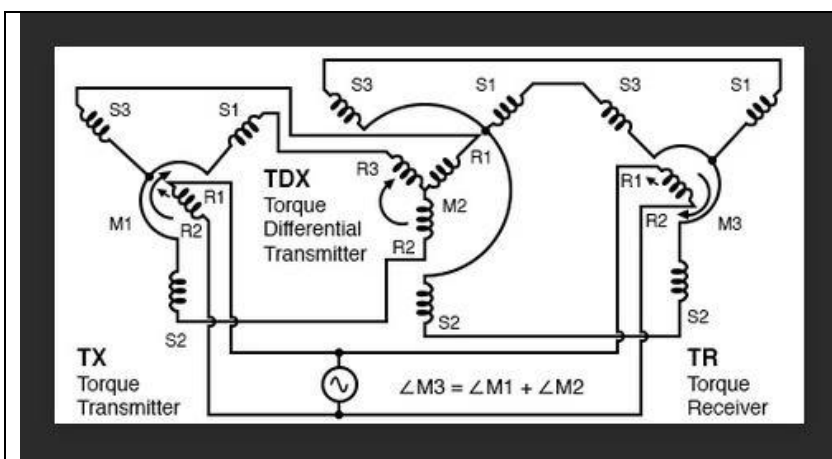 S3
S1
S3
S1
S3
S1
R3
R1
R1
R1
TDX
Torque
Differential
Transmitter
M2
M1
R2
R2
R2
M3
S2
S2
S2
TX
Torque
Transmitter
∠M3 = ∠M1 + ∠M2
TR
Torque
Receiver